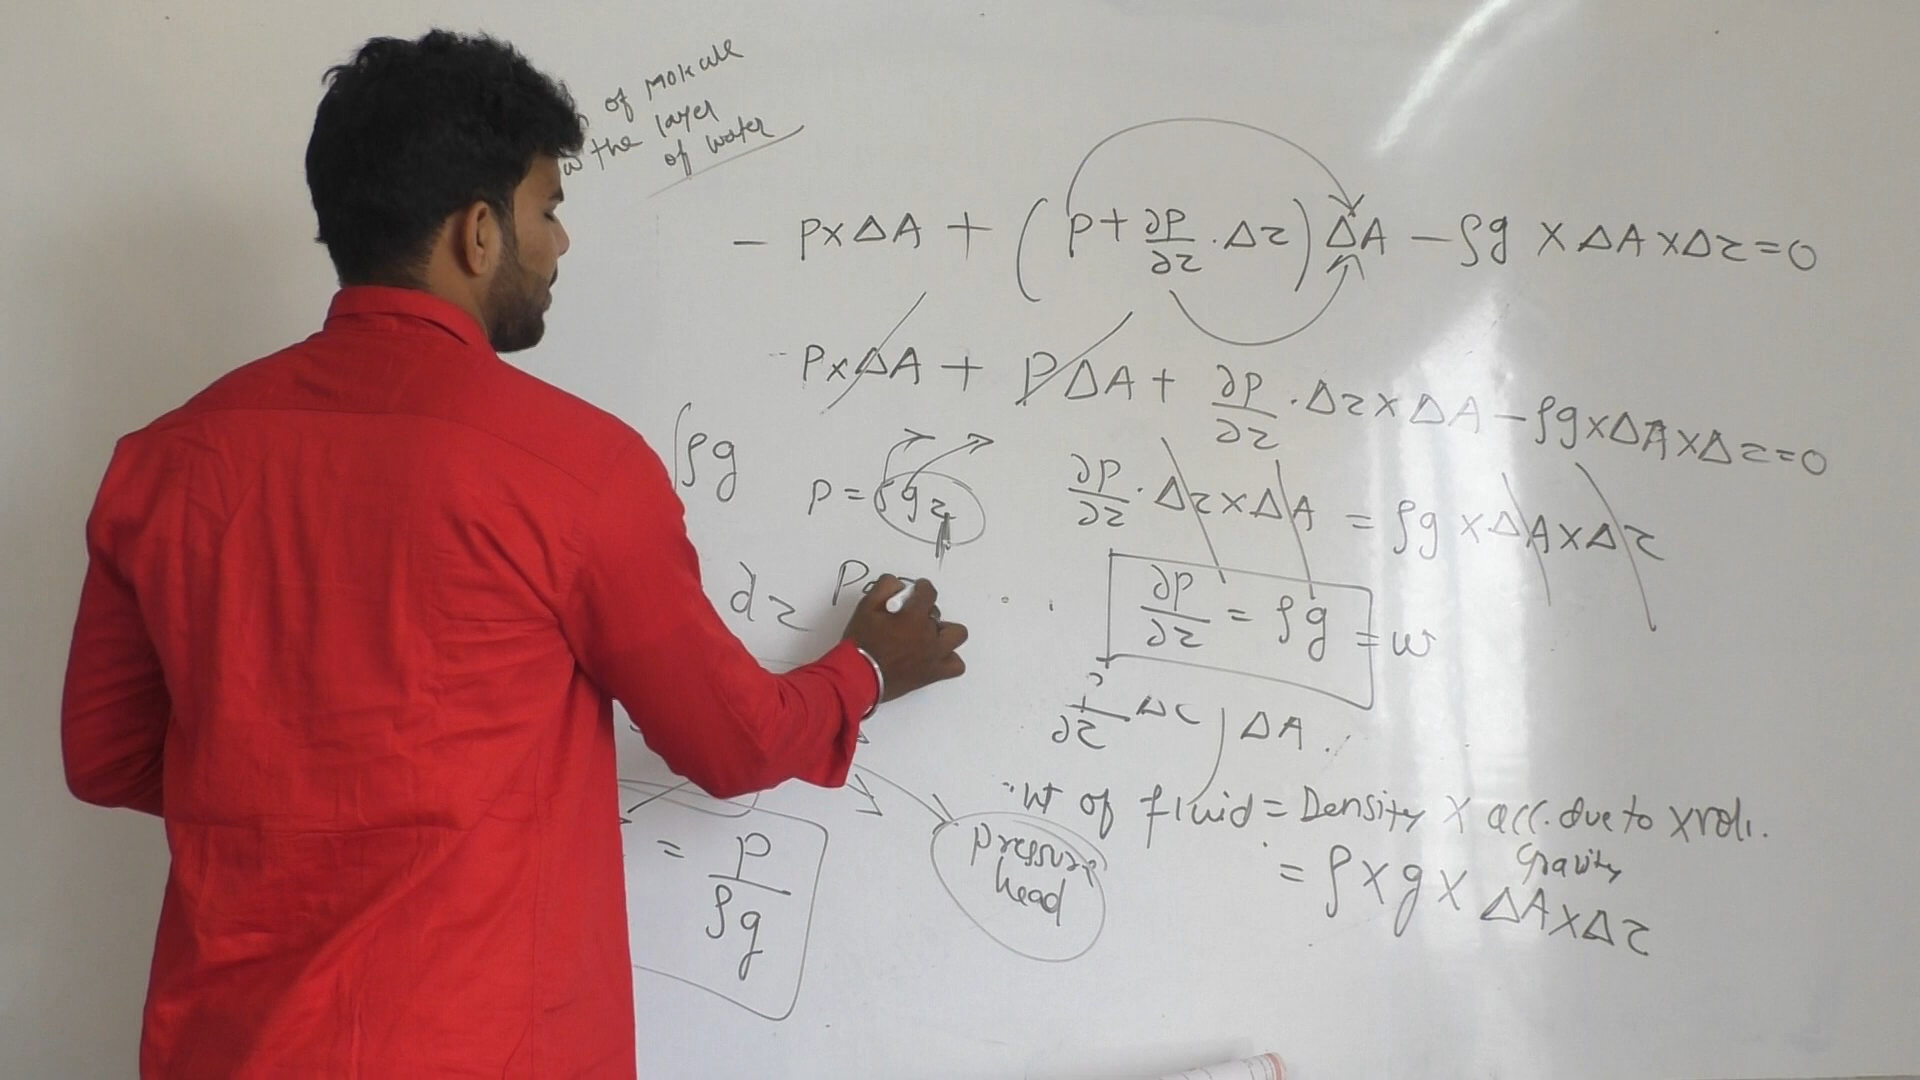 of molcule
the layer
of water
- P×ΔA + (P+∂P/∂z.Δz)ΔA - ρg × ΔA×Δz=0
- P×ΔA + PΔA + ∂P/∂z.Δz×ΔA-ρg×ΔA×Δz=0
∫ρg
P=ρgz
∂P/∂z.Δz×ΔA = ρg×ΔA×Δz
dz
∂P/∂z = ρg = w
ΔA.
wt of fluid = Density × acc. due to ×vol.
gravity
= ρ×g× ΔA×Δz
= P/ρg
Pressure
head